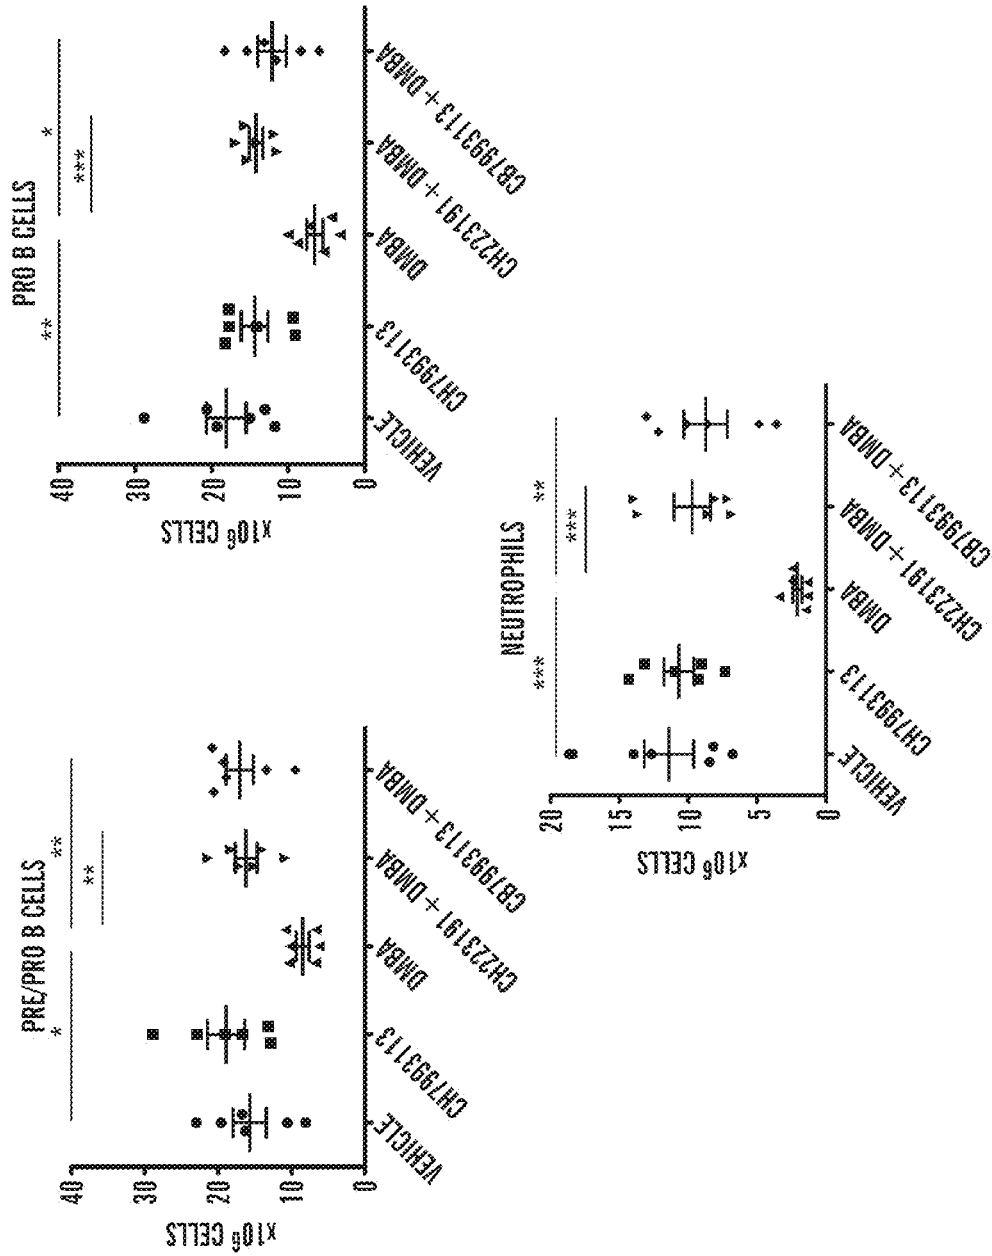 PRE/PRO B CELLS
* **
**
x10⁶ CELLS
40
30
20
10
0
VEHICLE
CH7993113
DMBA
CH223191 + DMBA
CB7993113 + DMBA
PRO B CELLS
** *
***
x10⁶ CELLS
40
30
20
10
0
VEHICLE
CH7993113
DMBA
CH223191 + DMBA
CB7993113 + DMBA
NEUTROPHILS
*** **
***
x10⁶ CELLS
20
15
10
5
0
VEHICLE
CH7993113
DMBA
CH223191 + DMBA
CB7993113 + DMBA